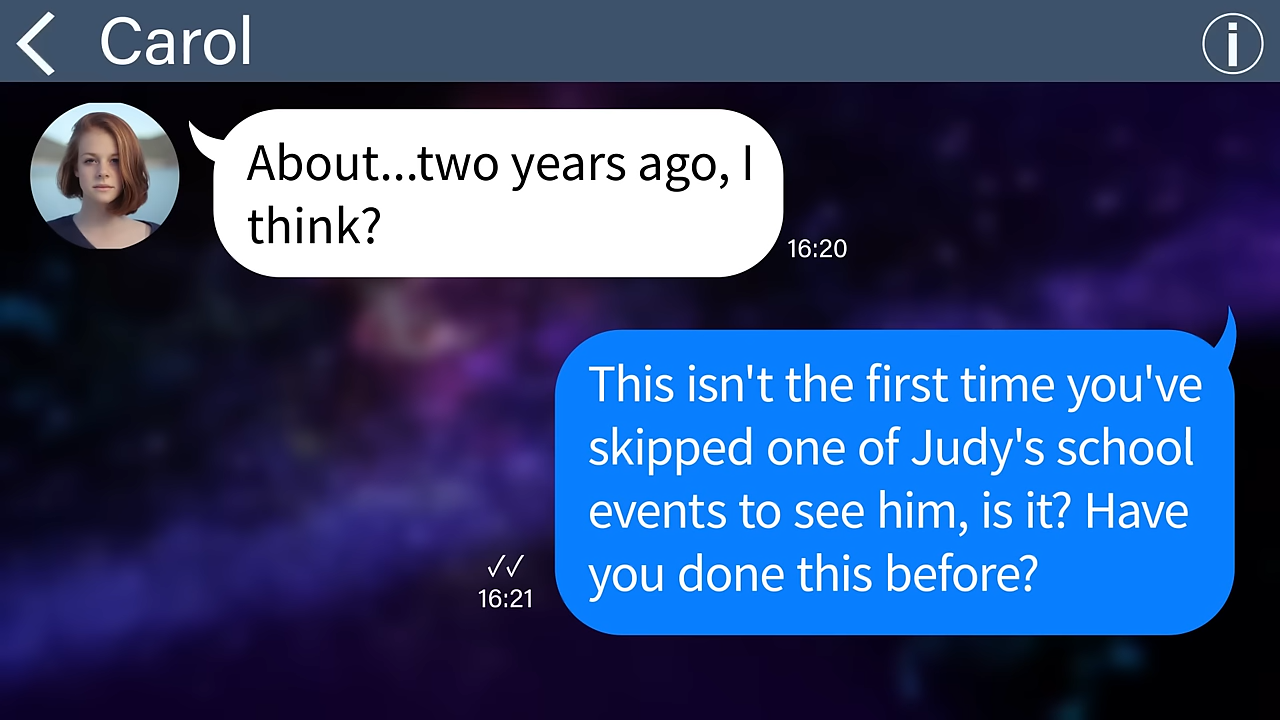 Carol
About...two years ago, I
think?
16:20
This isn't the first time you've
skipped one of Judy's school
events to see him, is it? Have
you done this before?
16:21